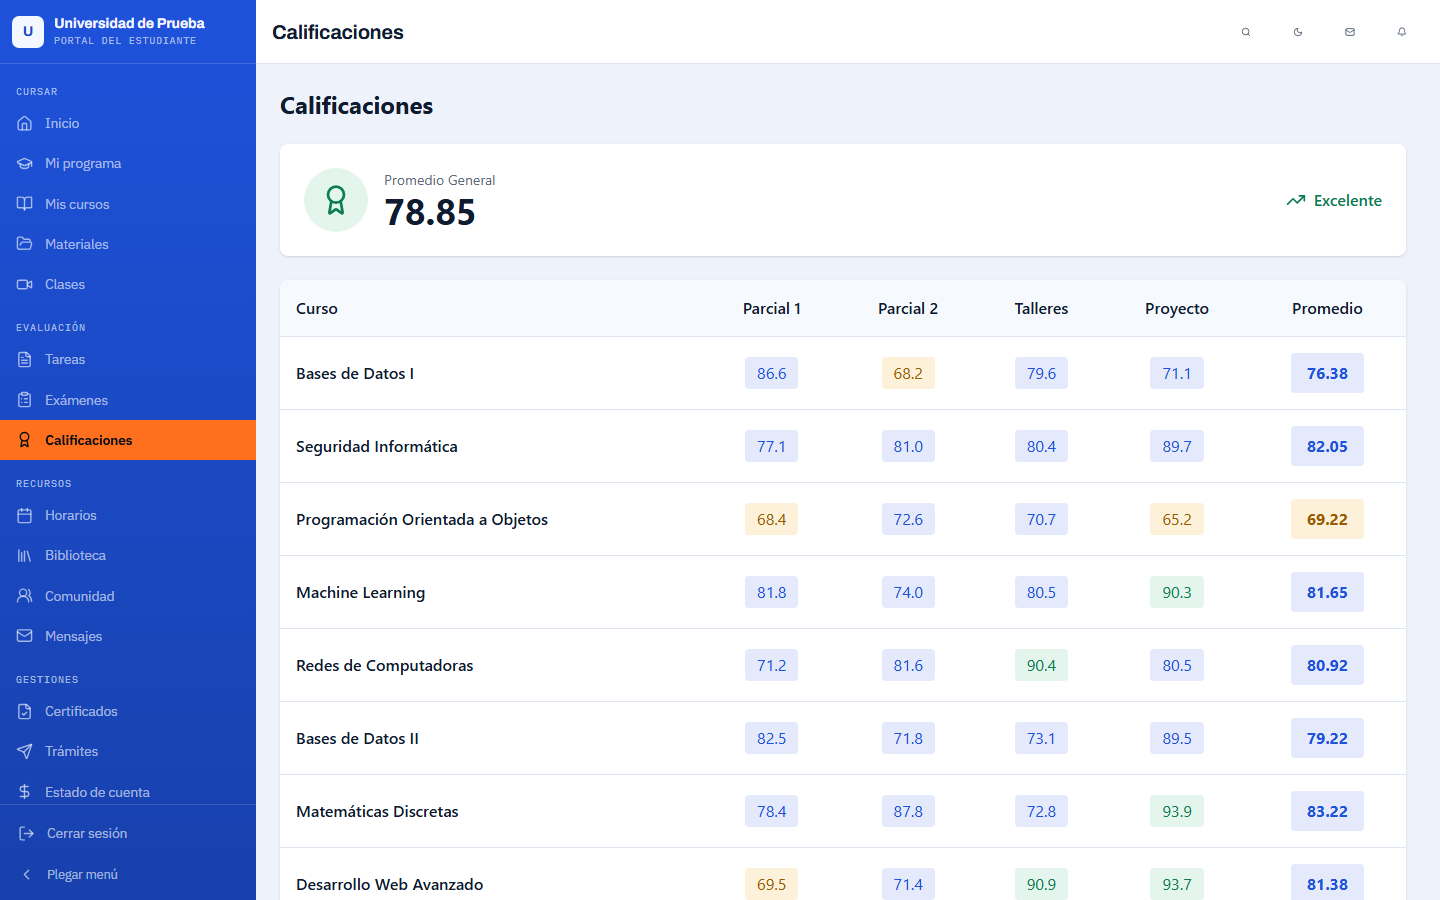 U
Universidad de Prueba
PORTAL DEL ESTUDIANTE
CURSAR
Inicio
Mi programa
Mis cursos
Materiales
Clases
EVALUACIÓN
Tareas
Exámenes
Calificaciones
RECURSOS
Horarios
Biblioteca
Comunidad
Mensajes
GESTIONES
Certificados
Trámites
Estado de cuenta
Cerrar sesión
Plegar menú
Calificaciones
Calificaciones
Promedio General
78.85
Excelente
Curso Parcial 1 Parcial 2 Talleres Proyecto Promedio
Bases de Datos I 86.6 68.2 79.6 71.1 76.38
Seguridad Informática 77.1 81.0 80.4 89.7 82.05
Programación Orientada a Objetos 68.4 72.6 70.7 65.2 69.22
Machine Learning 81.8 74.0 80.5 90.3 81.65
Redes de Computadoras 71.2 81.6 90.4 80.5 80.92
Bases de Datos II 82.5 71.8 73.1 89.5 79.22
Matemáticas Discretas 78.4 87.8 72.8 93.9 83.22
Desarrollo Web Avanzado 69.5 71.4 90.9 93.7 81.38